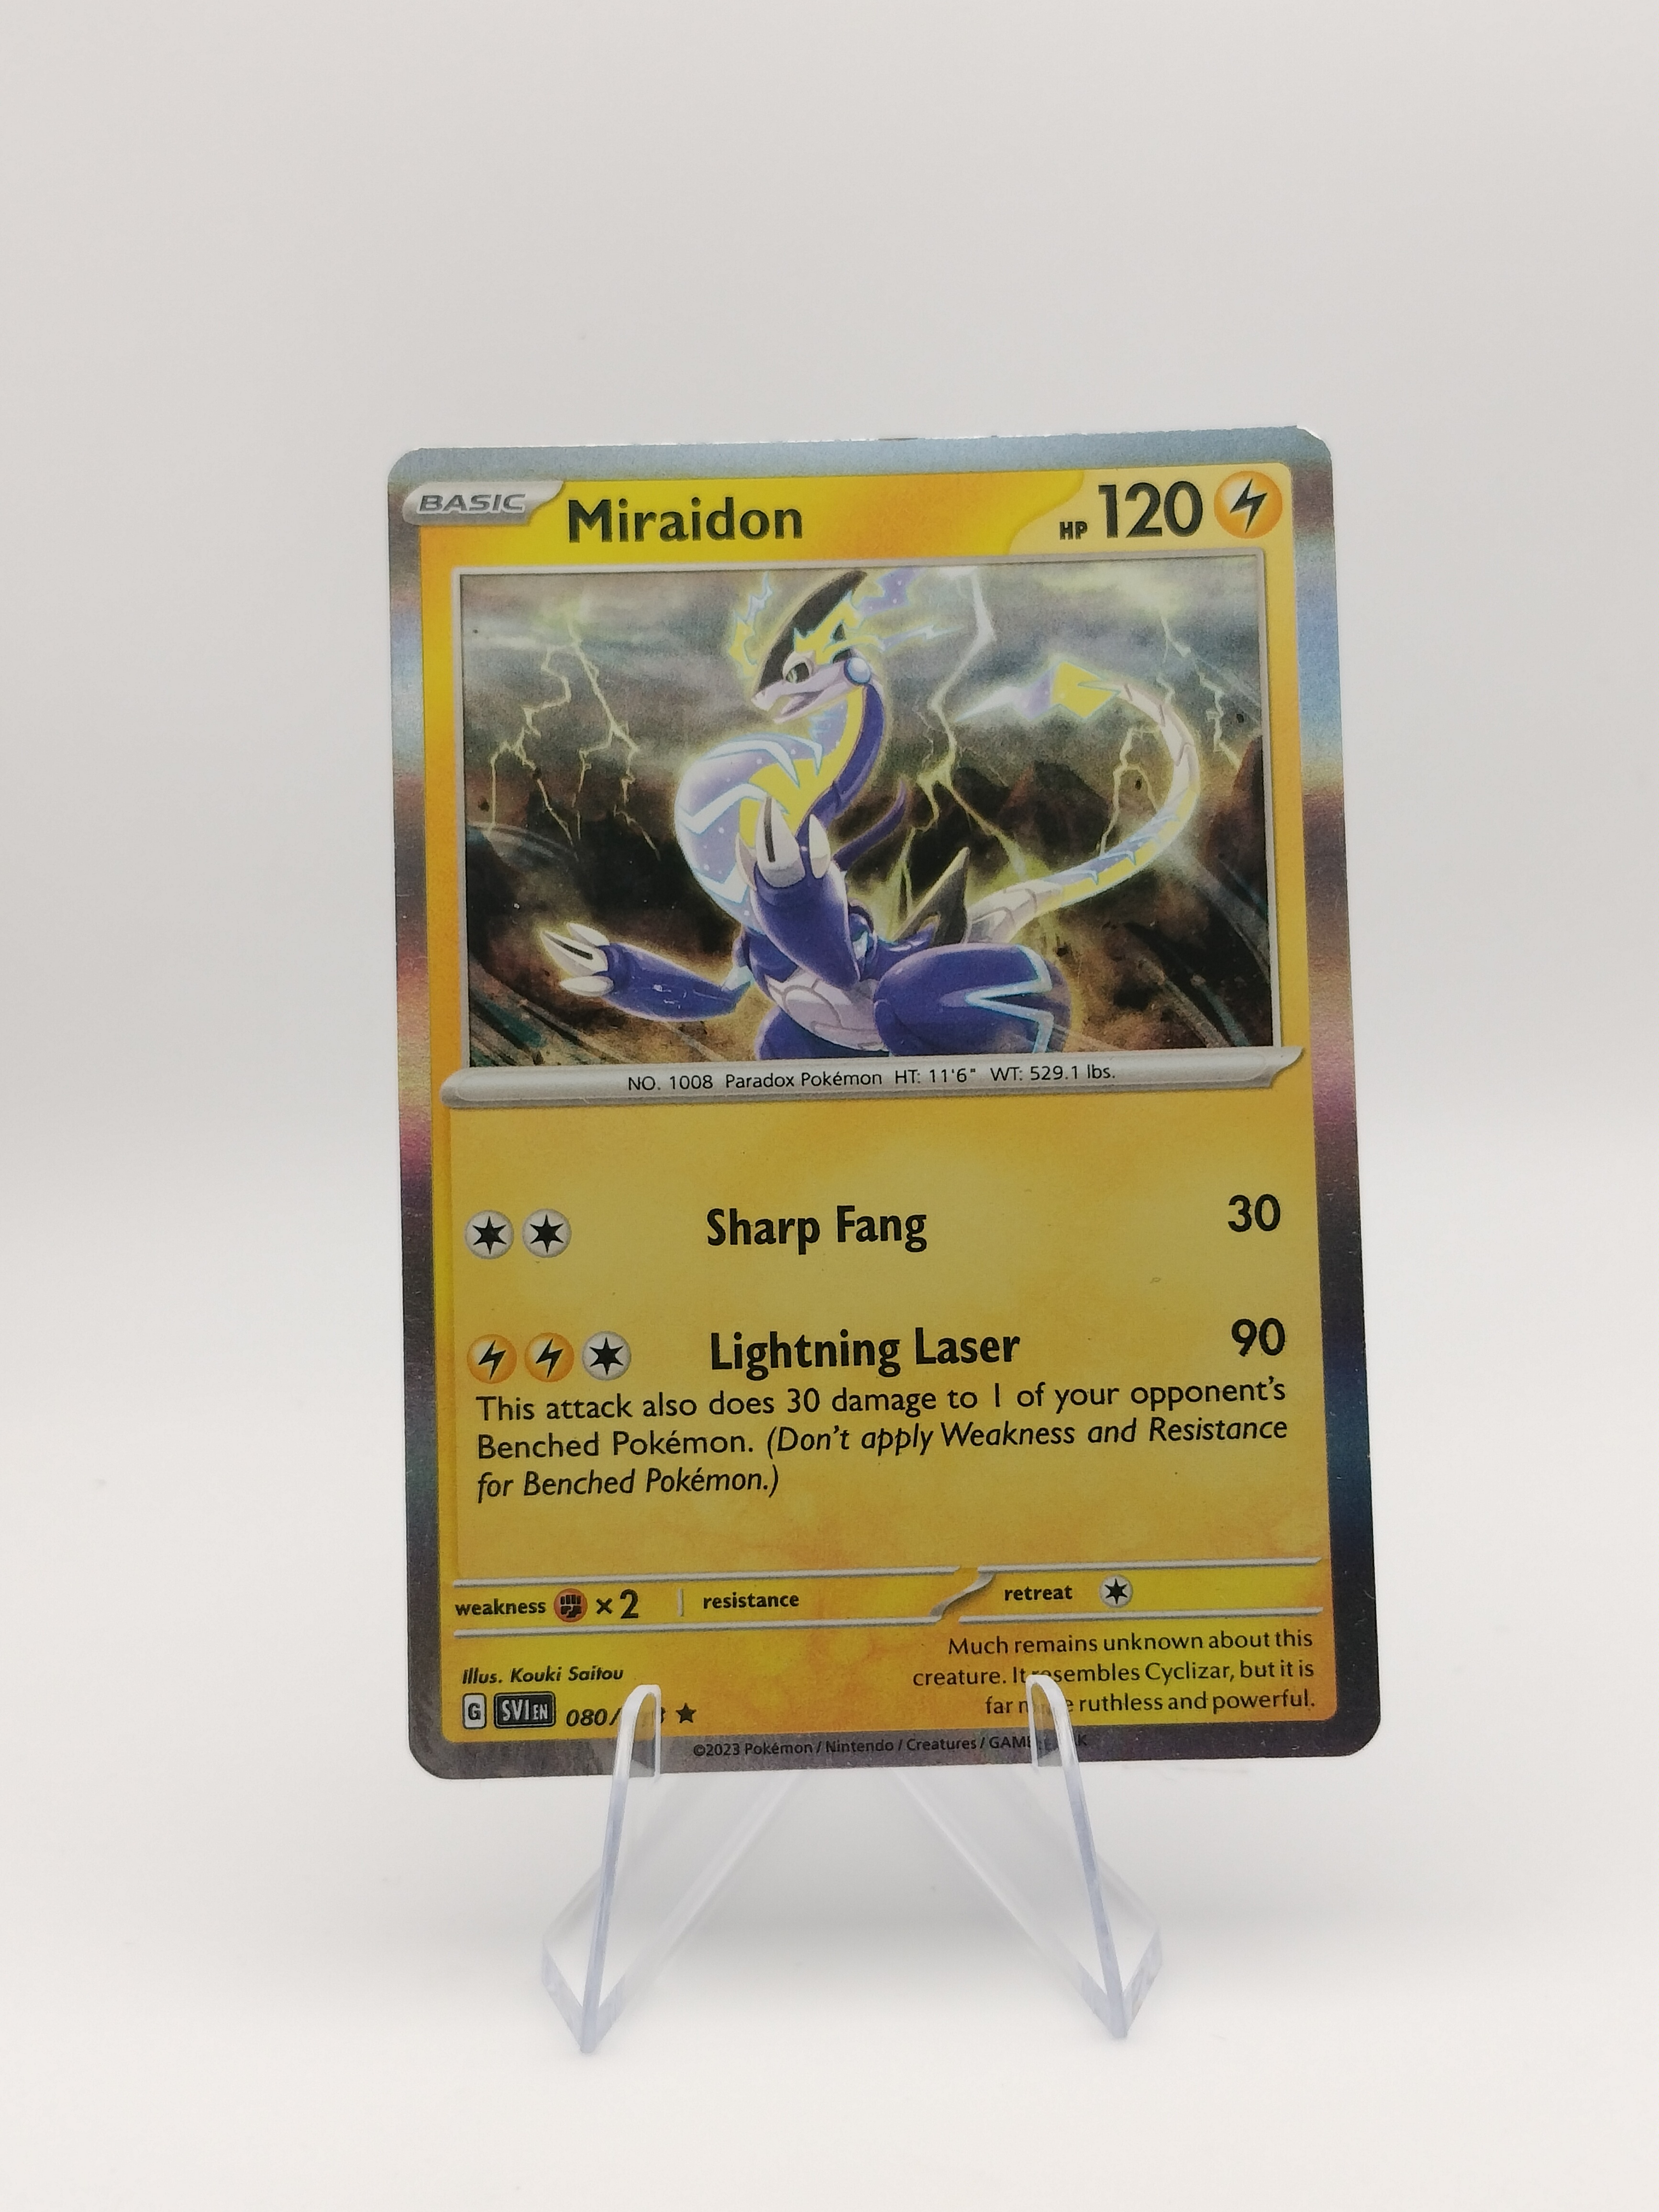 BASIC Miraidon HP 120
NO. 1008 Paradox Pokémon HT: 11'6" WT: 529.1 lbs.
Sharp Fang 30
Lightning Laser 90
This attack also does 30 damage to 1 of your opponent's
Benched Pokémon. (Don't apply Weakness and Resistance
for Benched Pokémon.)
weakness ×2 resistance retreat
Much remains unknown about this
creature. It resembles Cyclizar, but it is
far ruthless and powerful.
Illus. Kouki Saitou
G SVI EN 080/
©2023 Pokémon / Nintendo / Creatures /